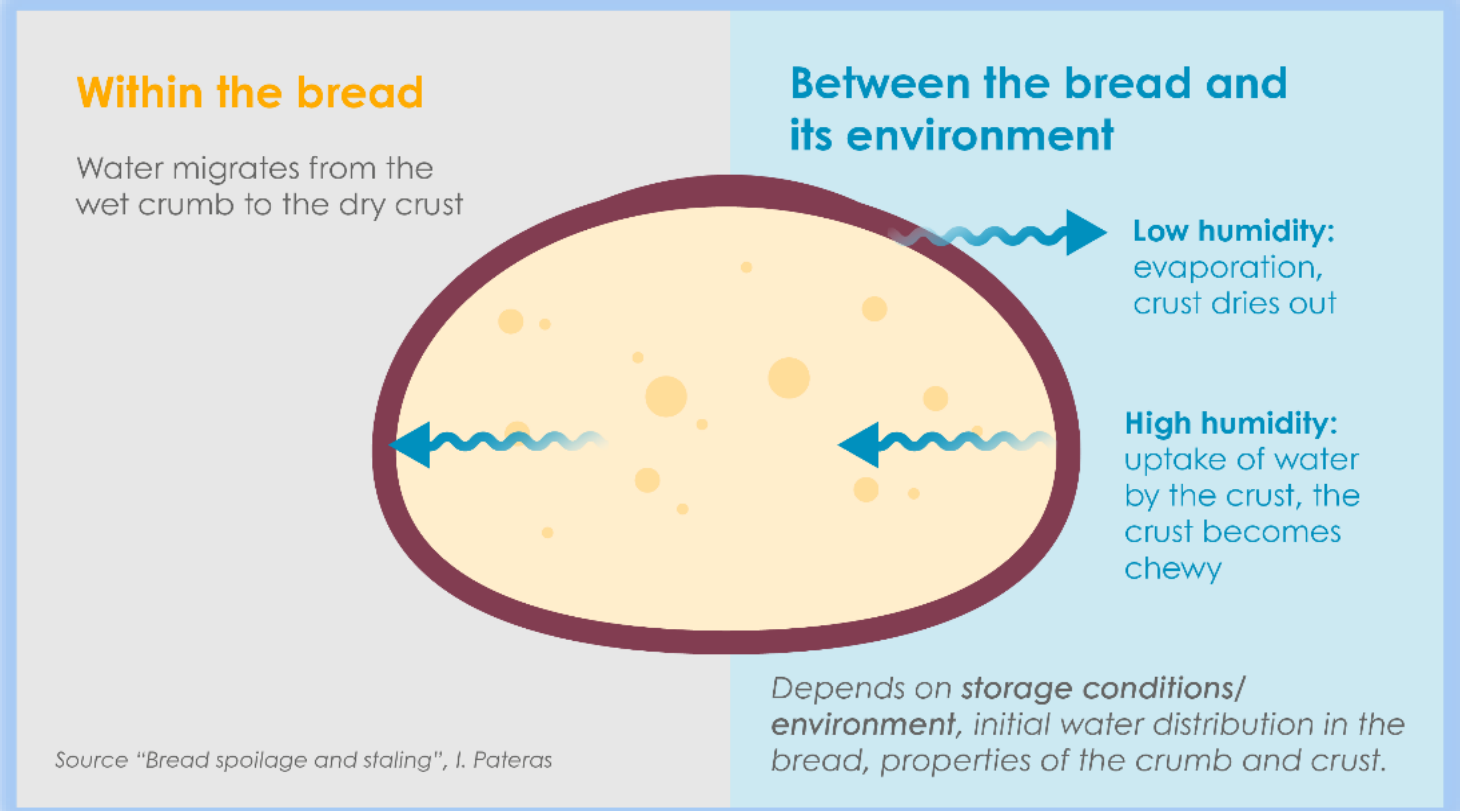 Within the bread
Water migrates from the
wet crumb to the dry crust
Between the bread and
its environment
Low humidity:
evaporation,
crust dries out
High humidity:
uptake of water
by the crust, the
crust becomes
chewy
Depends on storage conditions/
environment, initial water distribution in the
bread, properties of the crumb and crust.
Source “Bread spoilage and staling”, I. Pateras